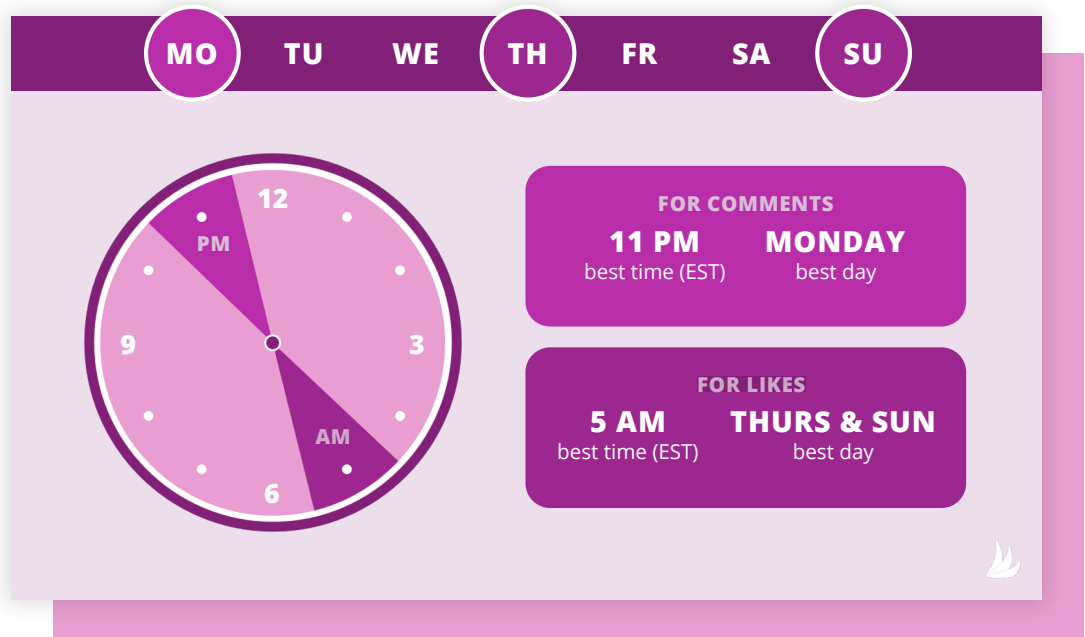 MO TU WE TH FR SA SU
12
PM
9
3
AM
6
FOR COMMENTS
11 PM MONDAY
best time (EST) best day
FOR LIKES
5 AM THURS & SUN
best time (EST) best day